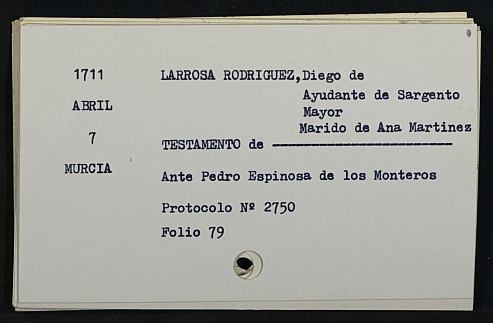 1711
ABRIL
7
MURCIA
LARROSA RODRIGUEZ,Diego de
Ayudante de Sargento
Mayor
Marido de Ana Martinez
TESTAMENTO de ------------------------
Ante Pedro Espinosa de los Monteros
Protocolo Nº 2750
Folio 79